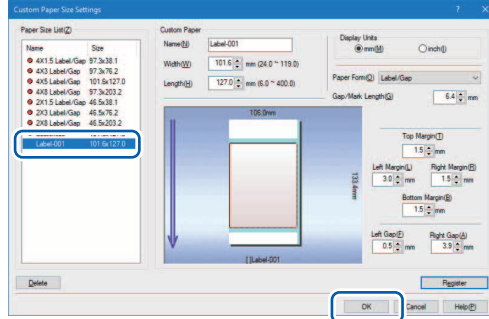 Custom Paper Size Settings
Paper Size List(Z)
Name Size
4X1.5 Label/Gap 97.3x38.1
4X3 Label/Gap 97.3x76.2
4X5 Label/Gap 101.6x127.0
4X8 Label/Gap 97.3x203.2
2X1.5 Label/Gap 46.5x38.1
2X3 Label/Gap 46.5x76.2
2X8 Label/Gap 46.5x203.2
Label-001 101.6x127.0
Delete
Custom Paper
Name(N) Label-001
Width(W) 101.6 mm (24.0 ~ 119.0)
Length(H) 127.0 mm (6.0 ~ 400.0)
Display Units
mm(M) inch(I)
Paper Form(O) Label/Gap
Gap/Mark Length(G) 6.4 mm
105.0mm
133.4mm
[ ]Label-001
Top Margin(T)
1.5 mm
Left Margin(L) Right Margin(R)
3.0 mm 1.5 mm
Bottom Margin(B)
1.5 mm
Left Gap(F) Right Gap(A)
0.5 mm 3.9 mm
Register
OK Cancel Help(P)